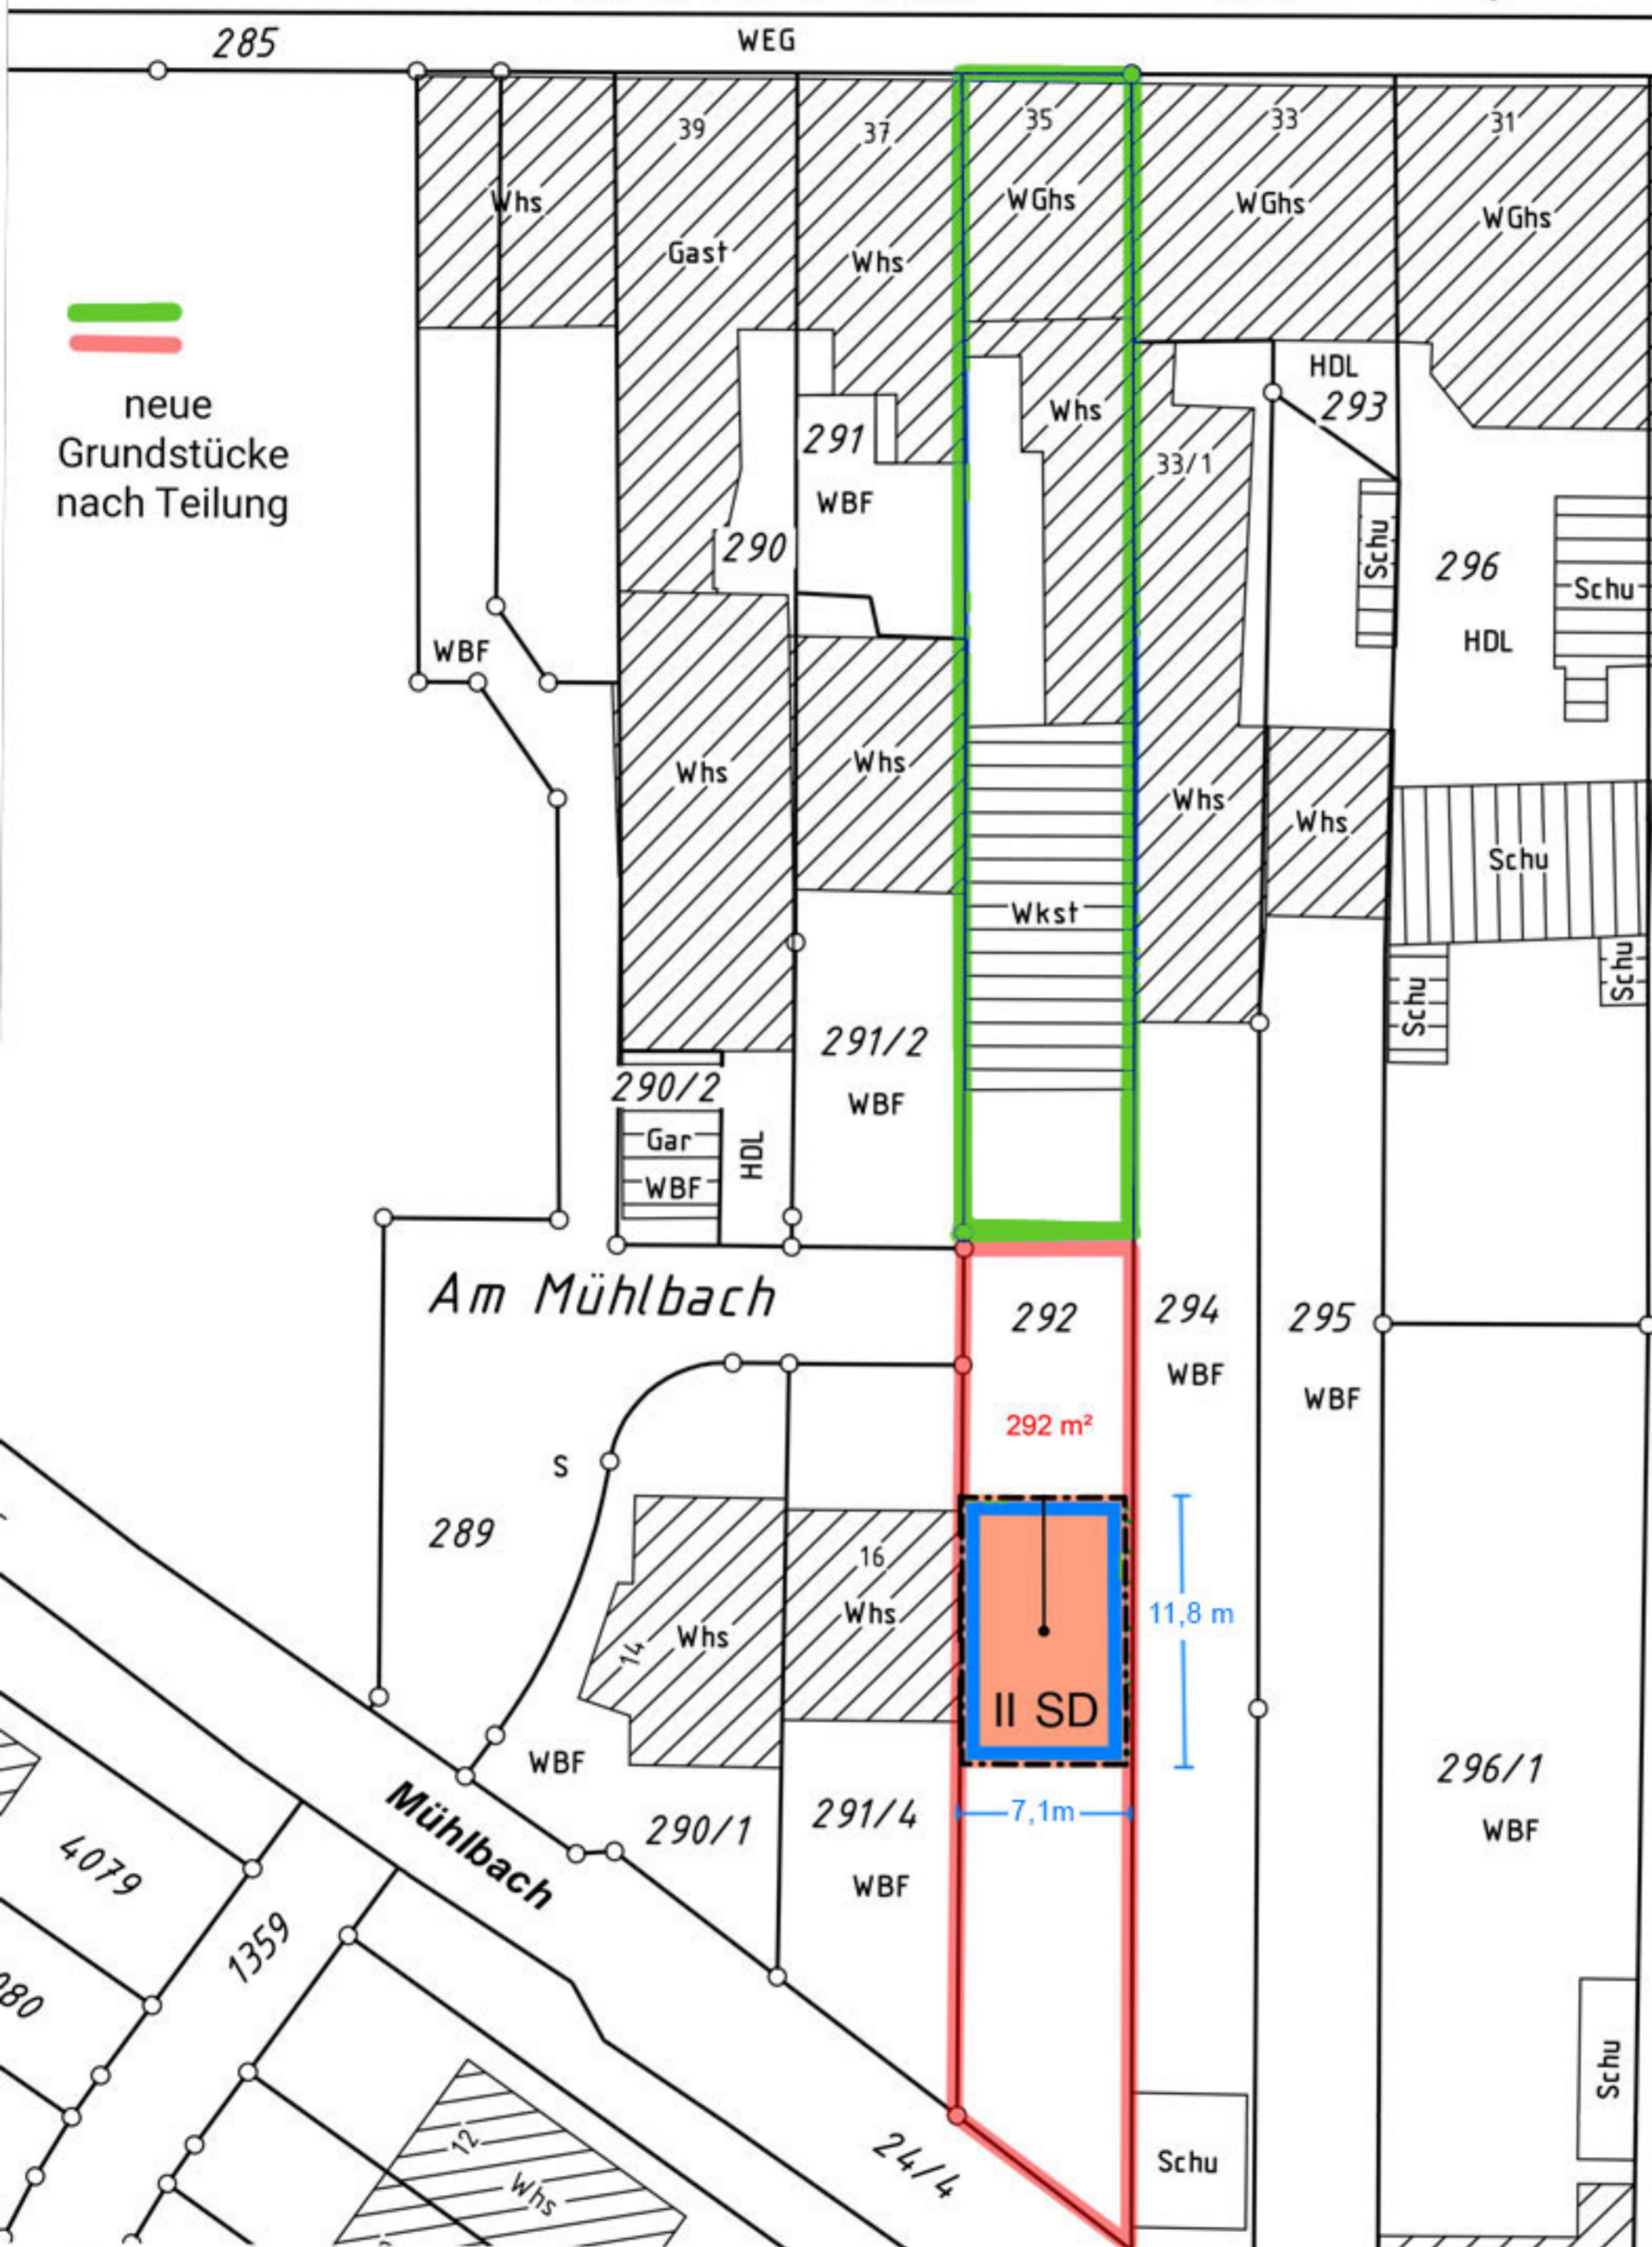 285
WEG
39
37
35
33
31
Whs
Gast
Whs
WGhs
WGhs
WGhs
neue
Grundstücke
nach Teilung
HDL
293
Whs
291
33/1
WBF
290
Schu
296
Schu
HDL
WBF
Whs
Whs
Whs
Whs
Schu
Wkst
Schu
Schu
291/2
290/2
WBF
Gar
HDL
WBF
Am Mühlbach
292
294
295
WBF
WBF
292 m²
S
289
16
Whs
14
Whs
11,8 m
II SD
WBF
296/1
7,1m
291/4
290/1
WBF
Mühlbach
WBF
4079
1359
080
Schu
12
Whs
24/4
Schu